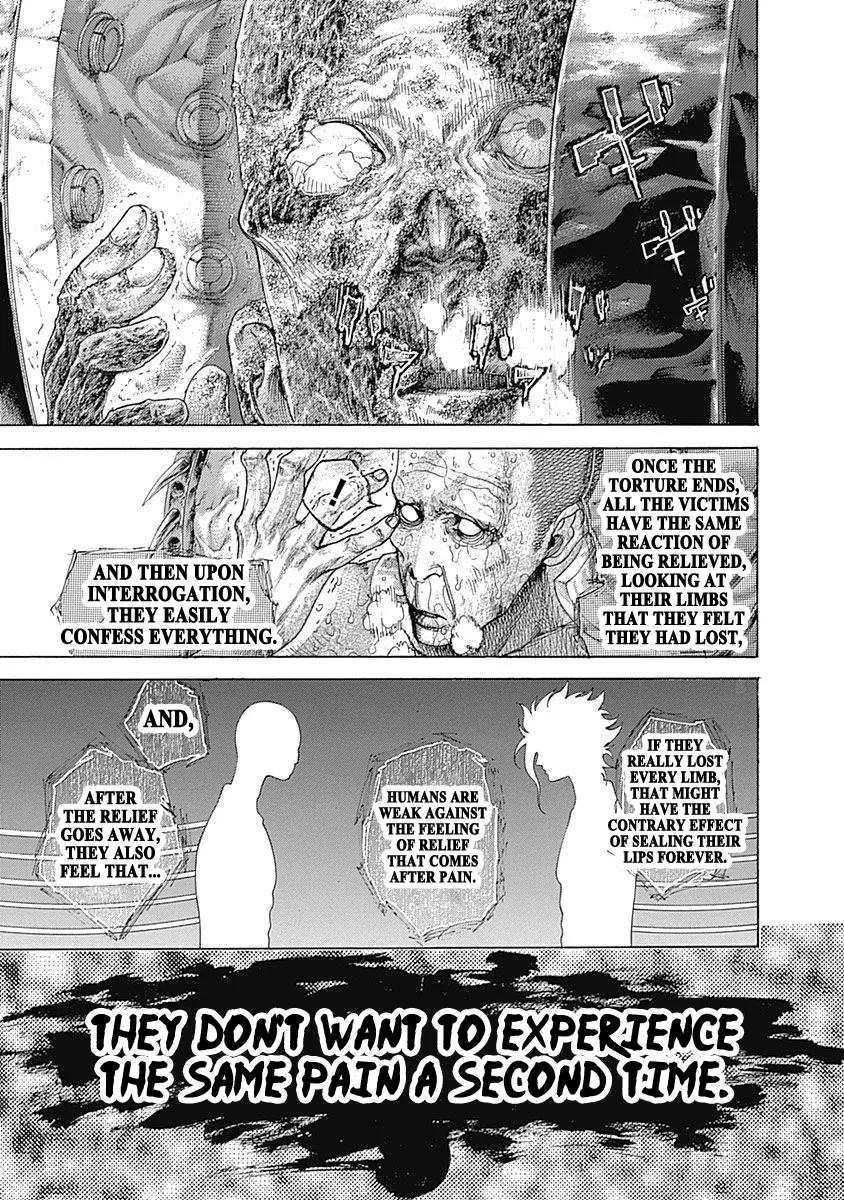 ONCE THE
TORTURE ENDS,
ALL THE VICTIMS
HAVE THE SAME
REACTION OF
BEING RELIEVED,
LOOKING AT
THEIR LIMBS
THAT THEY FELT
THEY HAD LOST,
!
AND THEN UPON
INTERROGATION,
THEY EASILY
CONFESS EVERYTHING.
IF THEY
REALLY LOST
EVERY LIMB,
THAT MIGHT
HAVE THE
CONTRARY EFFECT
OF SEALING THEIR
LIPS FOREVER.
HUMANS ARE
WEAK AGAINST
THE FEELING
OF RELIEF
THAT COMES
AFTER PAIN.
AND,
AFTER
THE RELIEF
GOES AWAY,
THEY ALSO
FEEL THAT...
THEY DON'T WANT TO EXPERIENCE
THE SAME PAIN A SECOND TIME.